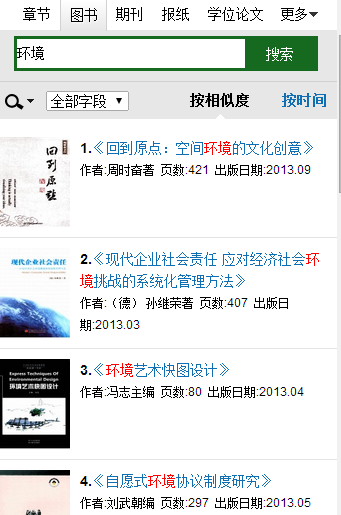 章节 图书 期刊 报纸 学位论文 更多
环境 搜索
全部字段 按相似度 按时间
1.《回到原点：空间环境的文化创意》
作者:周时奋著 页数:421 出版日期:2013.09
回到原点
2.《现代企业社会责任 应对经济社会环
境挑战的系统化管理方法》
作者:（德） 孙维荣著 页数:407 出版日
期:2013.03
现代企业社会责任
3.《环境艺术快图设计》
作者:冯志主编 页数:80 出版日期:2013.04
Express Techniques Of
Environmental Design
环境艺术快图设计
4.《自愿式环境协议制度研究》
作者:刘武朝编 页数:297 出版日期:2013.05